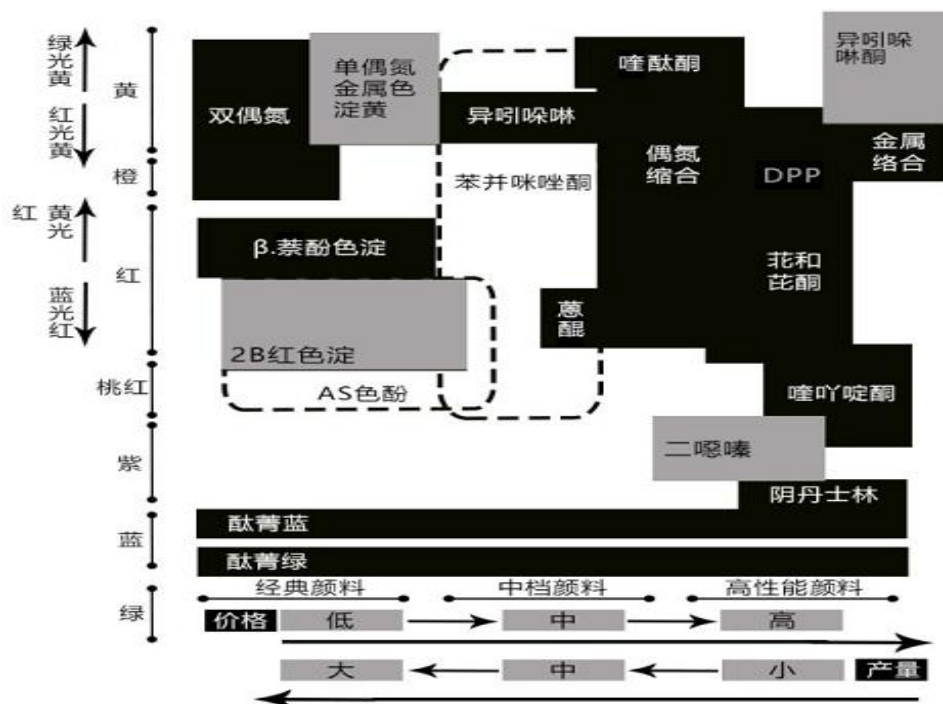 绿光黄
红光黄
黄
橙
红
黄光
蓝光红
红
桃红
紫
蓝
绿
双偶氮
单偶氮
金属色
淀黄
喹酞酮
异吲哚
啉酮
异吲哚啉
偶氮
缩合
DPP
金属
络合
苯并咪唑酮
β.萘酚色淀
苝和
芘酮
蒽
醌
2B红色淀
AS色酚
喹吖啶酮
二噁嗪
阴丹士林
酞菁蓝
酞菁绿
经典颜料
中档颜料
高性能颜料
价格
低
中
高
大
中
小
产量